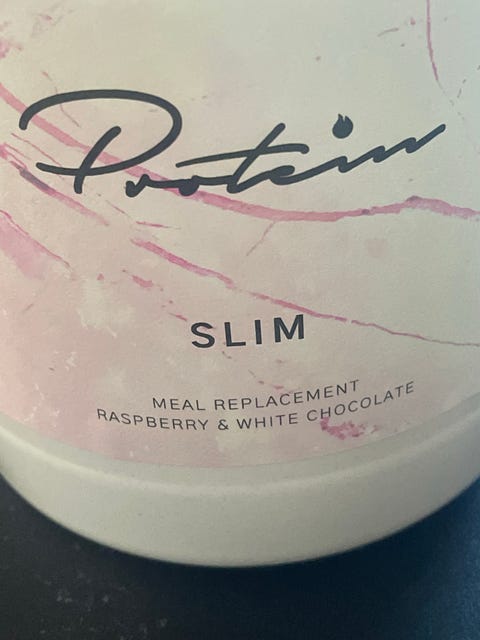 Protein
SLIM
MEAL REPLACEMENT
RASPBERRY & WHITE CHOCOLATE